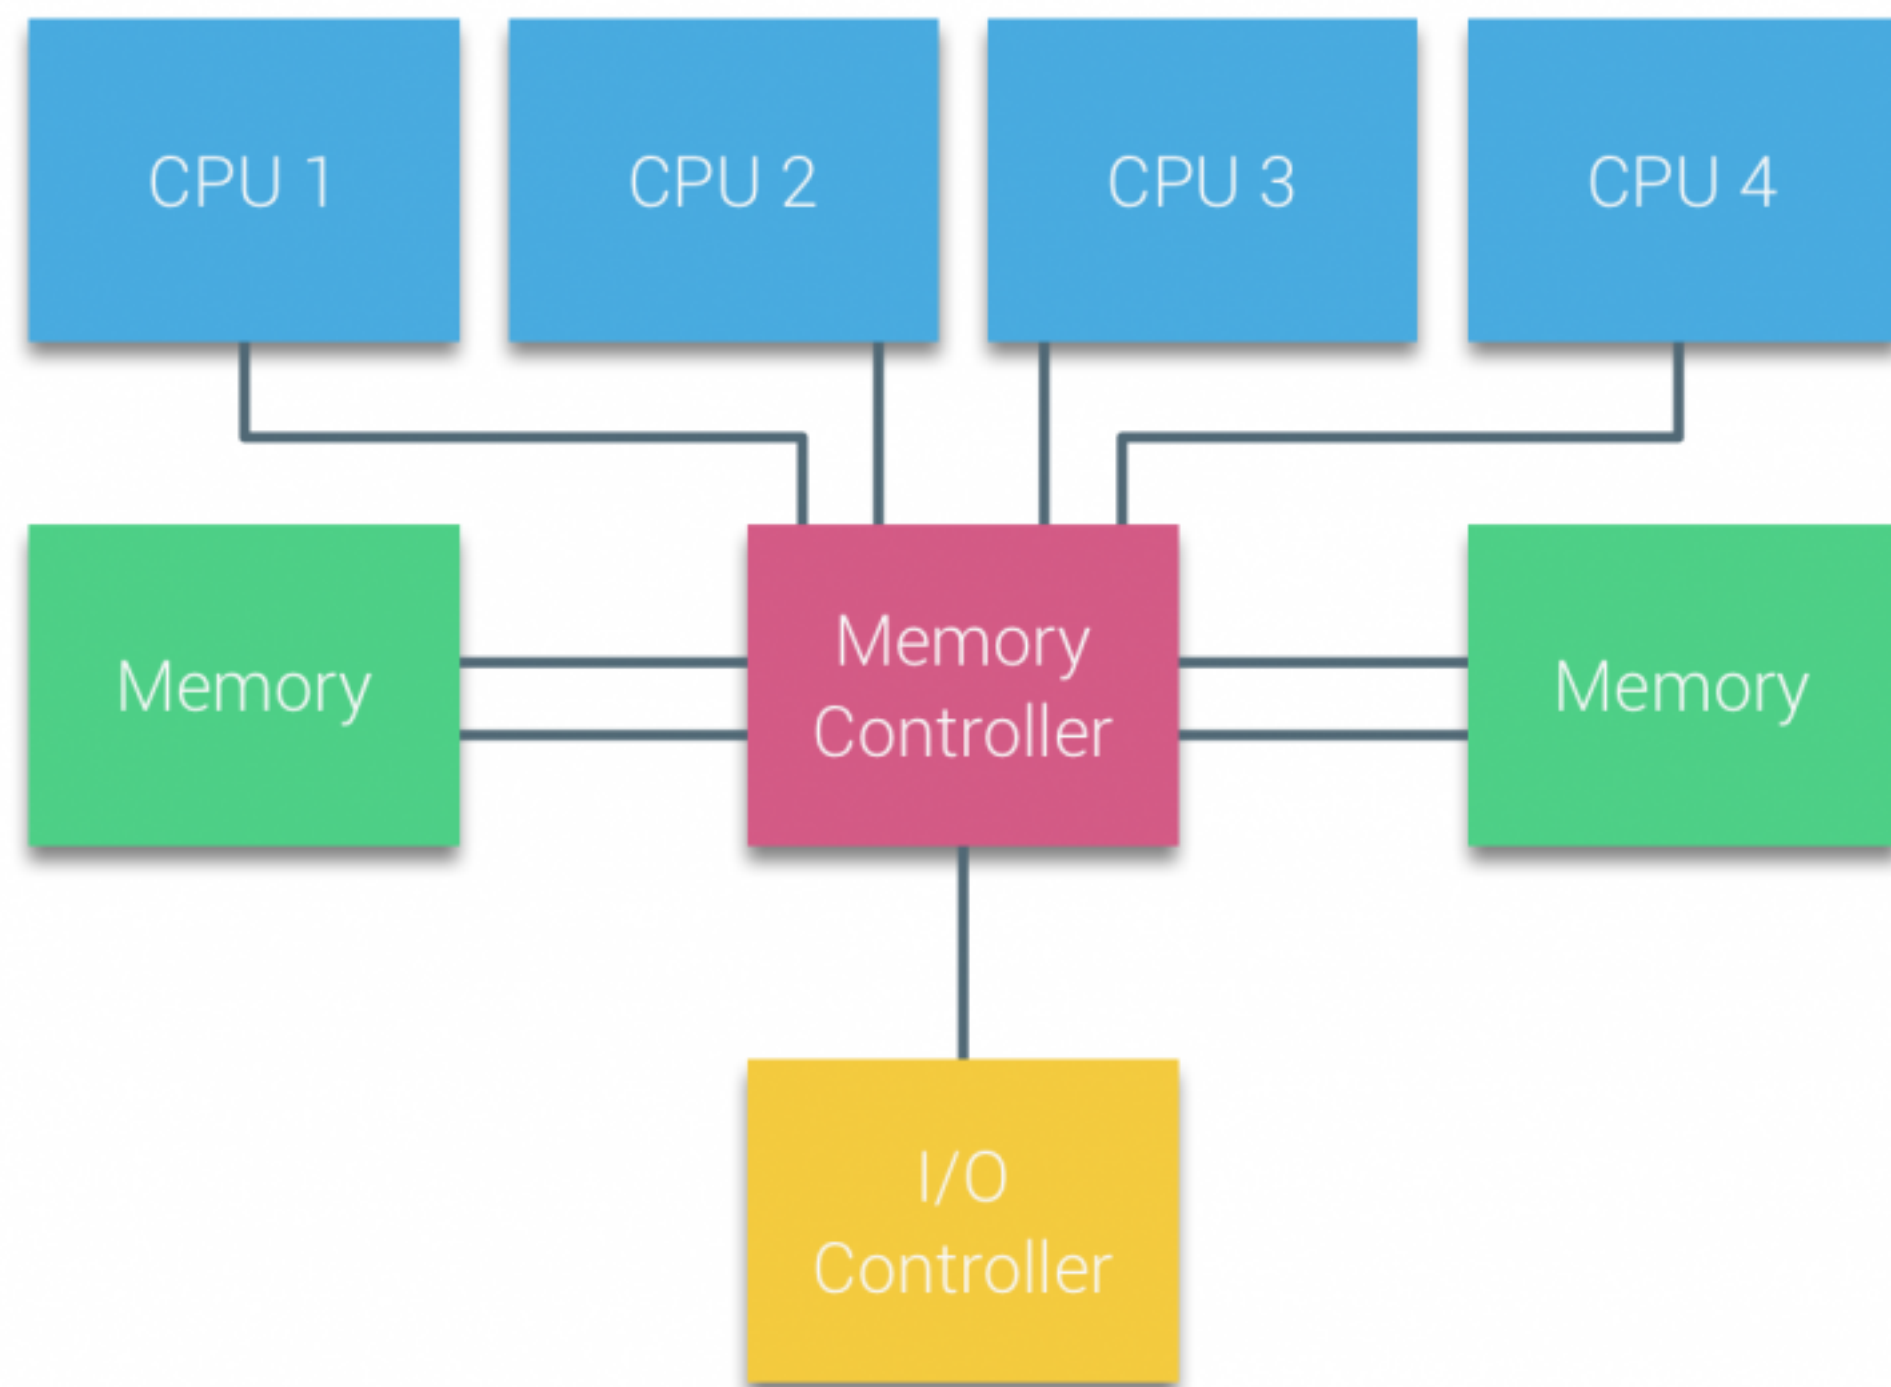 CPU 1
CPU 2
CPU 3
CPU 4
Memory
Memory
Controller
Memory
I/O
Controller